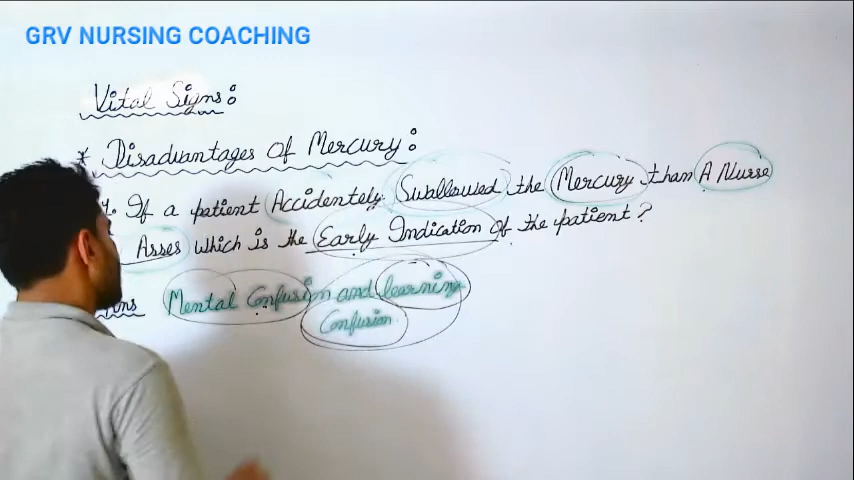 GRV NURSING COACHING
Vital Signs:
* Disadvantages of Mercury:
If a patient Accidentely Swallowed the Mercury than A Nurse
Asses which is the Early Indication of the patient?
Mental Confusion and learning
Confusion